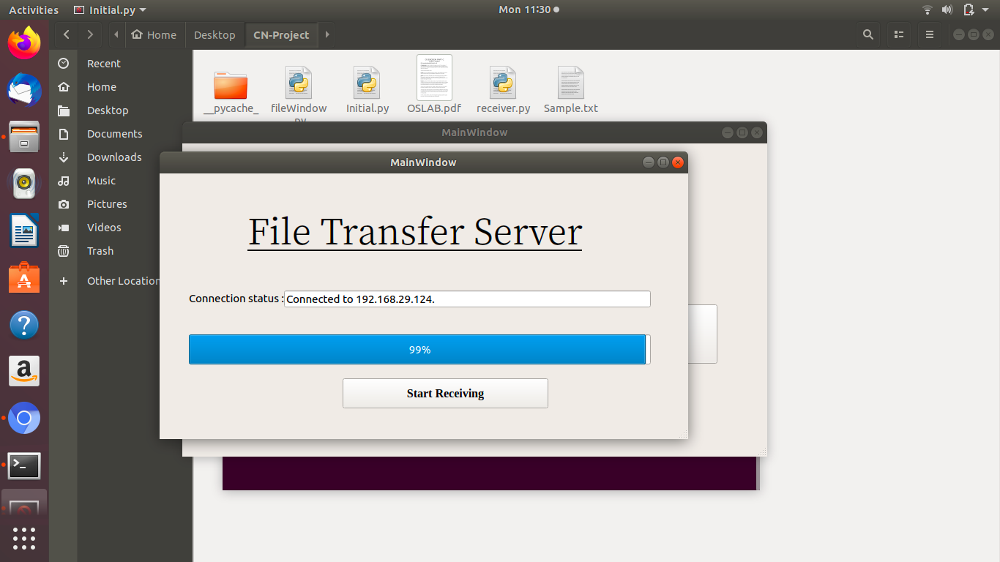 Activities Initial.py Mon 11:30
Home Desktop CN-Project
Recent
Home
Desktop
Documents
Downloads
Music
Pictures
Videos
Trash
Other Location
__pycache_
fileWindow
py
Initial.py
OSLAB.pdf
receiver.py
Sample.txt
MainWindow
MainWindow
File Transfer Server
Connection status : Connected to 192.168.29.124.
99%
Start Receiving